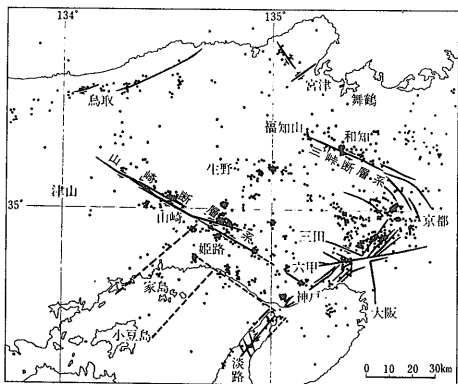 134°
135°
鳥取
宮津
舞鶴
福知山
和知
三峠断層系
山崎断層系
生野
津山
35°
山崎
京都
姫路
三田
六甲
家島
神戸
大阪
小豆島
淡路
0 10 20 30km